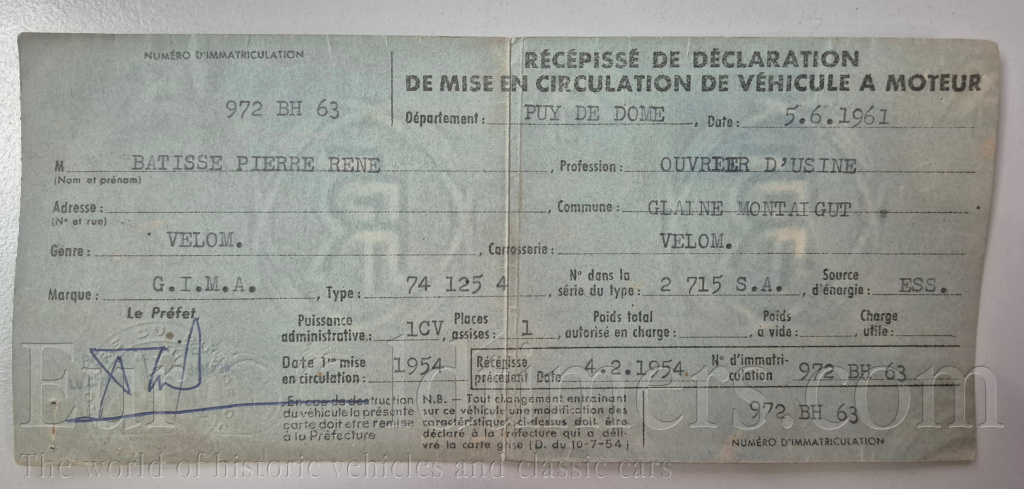 NUMÉRO D'IMMATRICULATION
972 BH 63
RÉCÉPISSÉ DE DÉCLARATION
DE MISE EN CIRCULATION DE VÉHICULE A MOTEUR
Département : PUY DE DOME, Date : 5.6.1961
M BATISSE PIERRE RENE, Profession : OUVRIER D'USINE
(Nom et prénom)
Adresse : , Commune : GLAINE MONTAIGUT
(N° et rue)
Genre : VELOM. , Carrosserie : VELOM.
Marque : G.I.M.A. , Type : 74 125 4 N° dans la série du type : 2 715 S.A. Source d'énergie : ESS.
Le Préfet
Puissance administrative : 1CV Places assises : 1 Poids total autorisé en charge : Poids à vide : Charge utile :
Date 1re mise en circulation : 1954 Récépissé précédent Date 4.2.1954 N° d'immatriculation 972 BH 63
En cas de destruction
du véhicule la présente
carte doit être remise
à la Préfecture
N.B. – Tout changement entraînant
sur ce véhicule une modification des
caractéristiques ci-dessus doit être
déclaré à la Préfecture qui a déli-
vré la carte grise (D. du 10-7-54)
972 BH 63
NUMÉRO D'IMMATRICULATION
The world of historic vehicles and classic cars